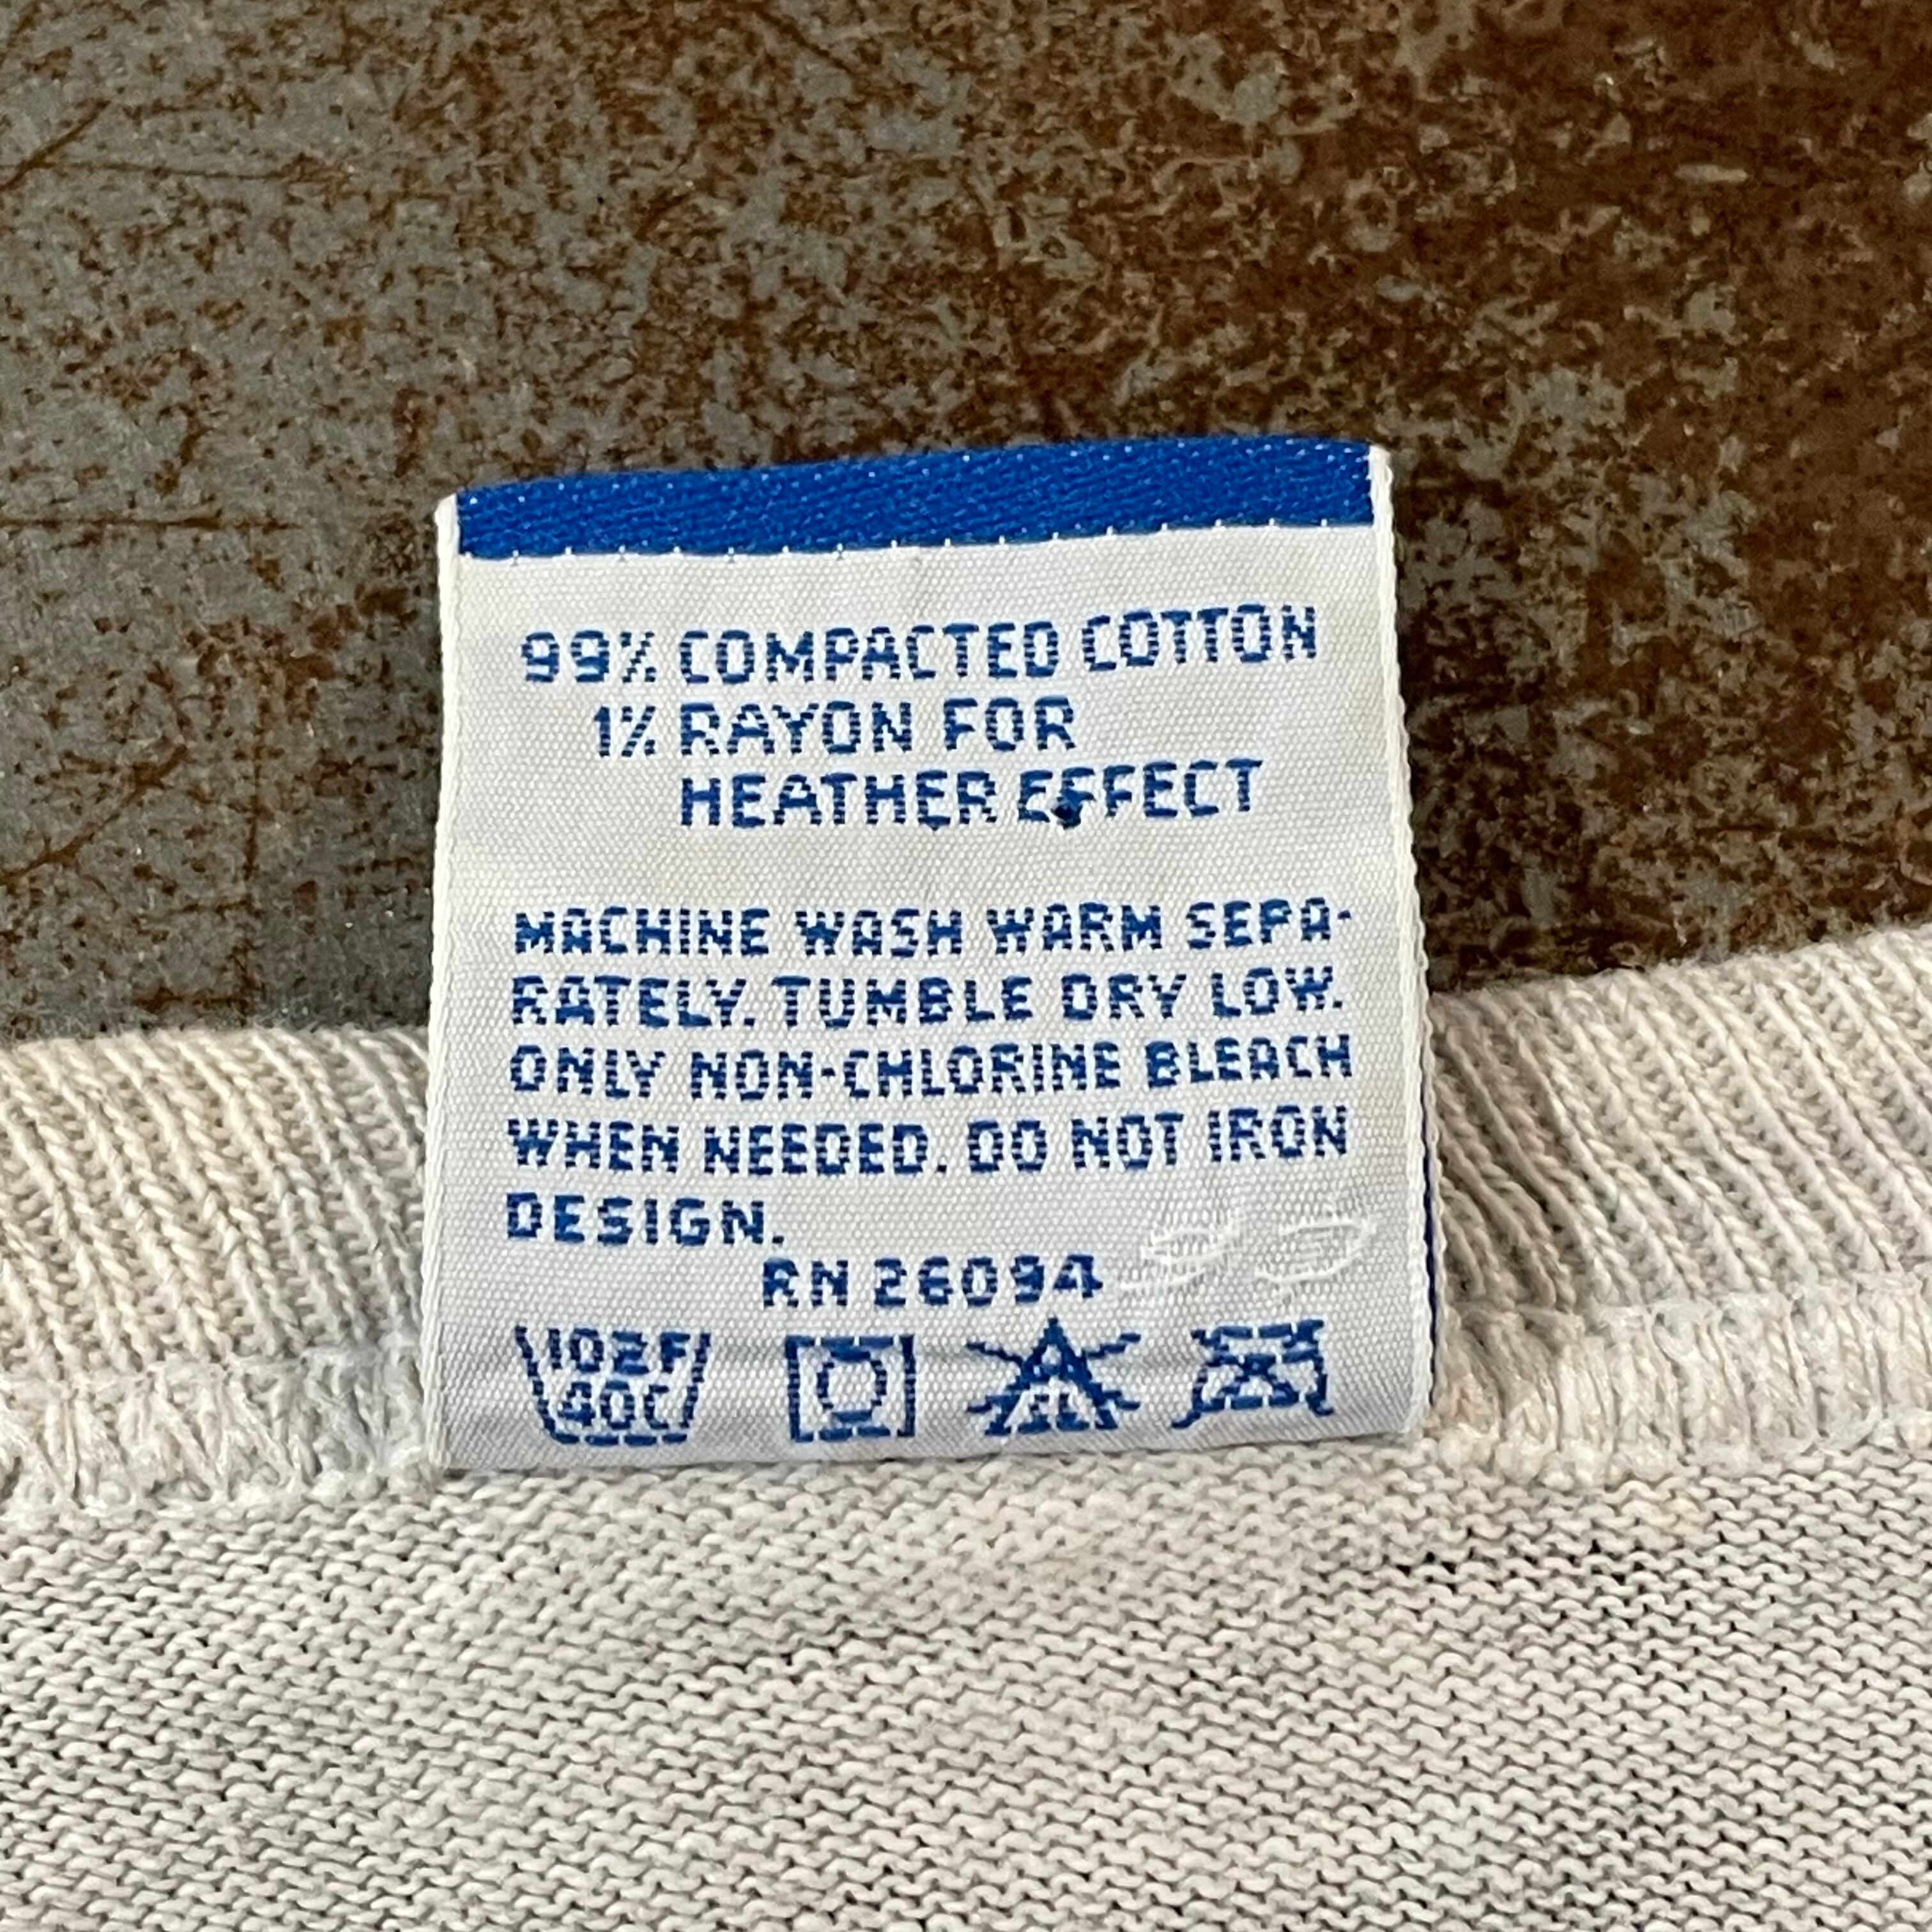 99% COMPACTED COTTON
1% RAYON FOR
HEATHER EFFECT
MACHINE WASH WARM SEPA-
RATELY. TUMBLE DRY LOW.
ONLY NON-CHLORINE BLEACH
WHEN NEEDED. DO NOT IRON
DESIGN.
RN 26094
102F
40C
CL